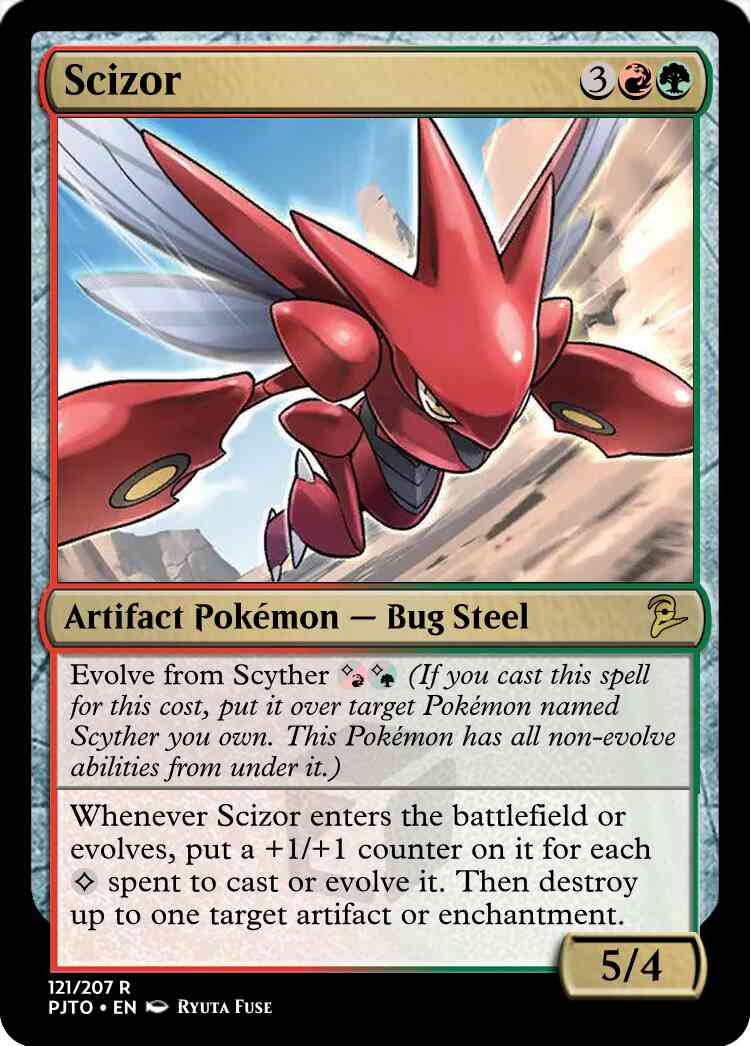 Scizor 3
Artifact Pokémon — Bug Steel
Evolve from Scyther (If you cast this spell
for this cost, put it over target Pokémon named
Scyther you own. This Pokémon has all non-evolve
abilities from under it.)
Whenever Scizor enters the battlefield or
evolves, put a +1/+1 counter on it for each
spent to cast or evolve it. Then destroy
up to one target artifact or enchantment.
5/4
121/207 R
PJTO • EN RYUTA FUSE